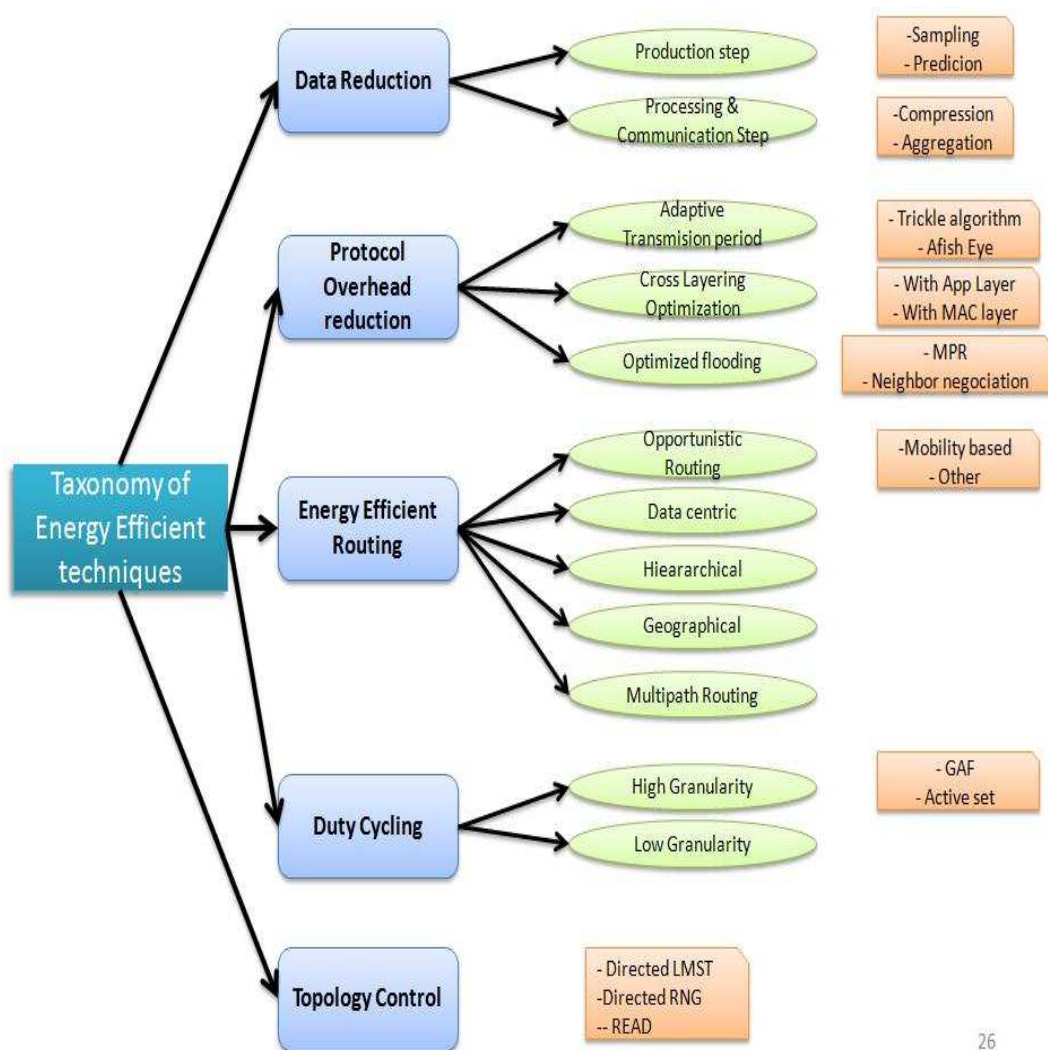 Taxonomy of
Energy Efficient
techniques
Data Reduction
Production step
-Sampling
- Predicion
Processing &
Communication Step
-Compression
- Aggregation
Protocol
Overhead
reduction
Adaptive
Transmision period
- Trickle algorithm
- Afish Eye
Cross Layering
Optimization
- With App Layer
- With MAC layer
Optimized flooding
- MPR
- Neighbor negociation
Energy Efficient
Routing
Opportunistic
Routing
-Mobility based
- Other
Data centric
Hieararchical
Geographical
Multipath Routing
Duty Cycling
High Granularity
- GAF
- Active set
Low Granularity
Topology Control
- Directed LMST
-Directed RNG
-- READ
26